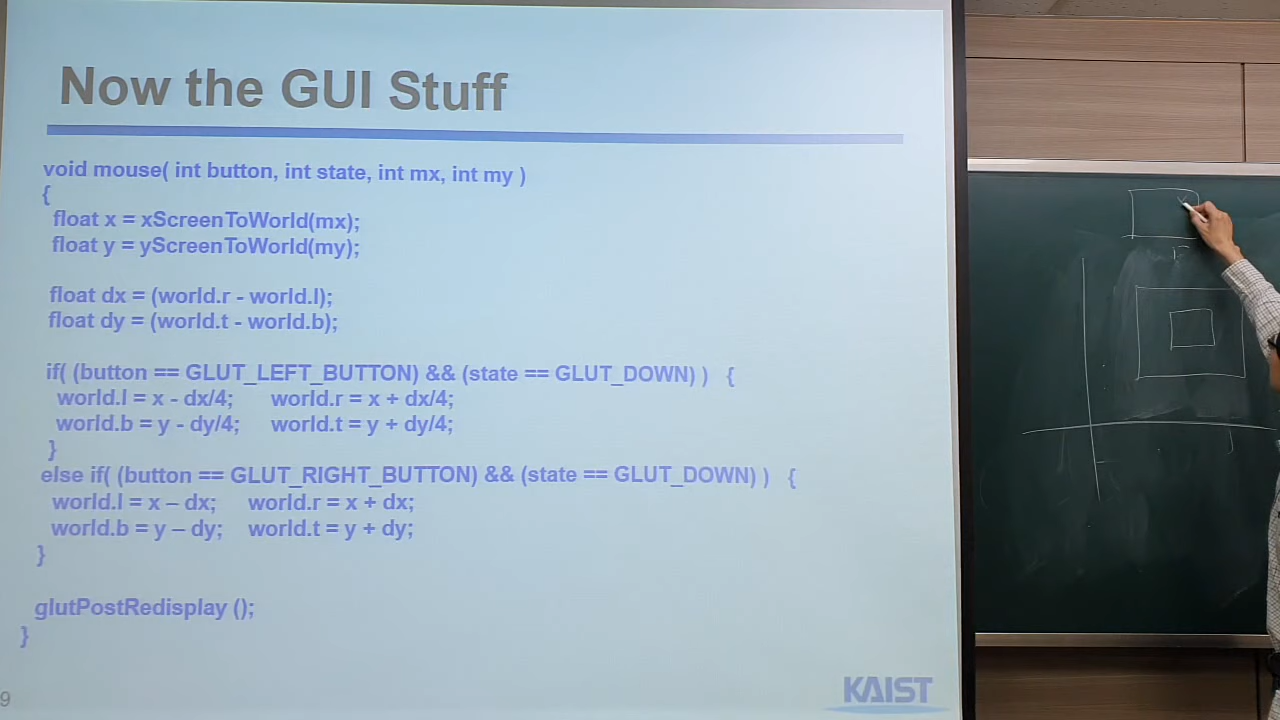 Now the GUI Stuff
void mouse( int button, int state, int mx, int my )
{
float x = xScreenToWorld(mx);
float y = yScreenToWorld(my);
float dx = (world.r - world.l);
float dy = (world.t - world.b);
if( (button == GLUT_LEFT_BUTTON) && (state == GLUT_DOWN) ) {
world.l = x - dx/4; world.r = x + dx/4;
world.b = y - dy/4; world.t = y + dy/4;
}
else if( (button == GLUT_RIGHT_BUTTON) && (state == GLUT_DOWN) ) {
world.l = x – dx; world.r = x + dx;
world.b = y – dy; world.t = y + dy;
}
glutPostRedisplay ();
}
9
KAIST